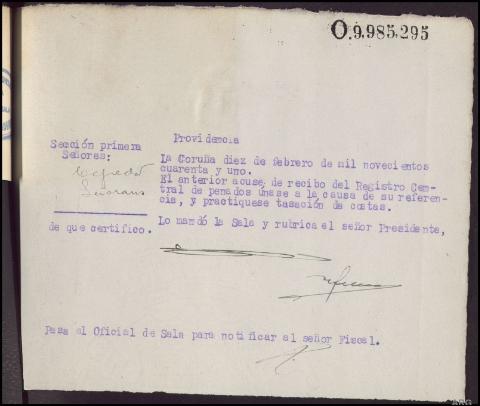 O.9.985.295
Providencia
Sección primera
Señores:
La Coruña diez de febrero de mil novecientos
cuarenta y uno.
El anterior acuse de recibo del Registro Cen-
tral de penados únase a la causa de su referen-
cia, y practíquese tasación de costas.
Lo mandó la Sala y rubrica el señor Presidente,
de que certifico.
Pasa al Oficial de Sala para notificar al señor Fiscal.